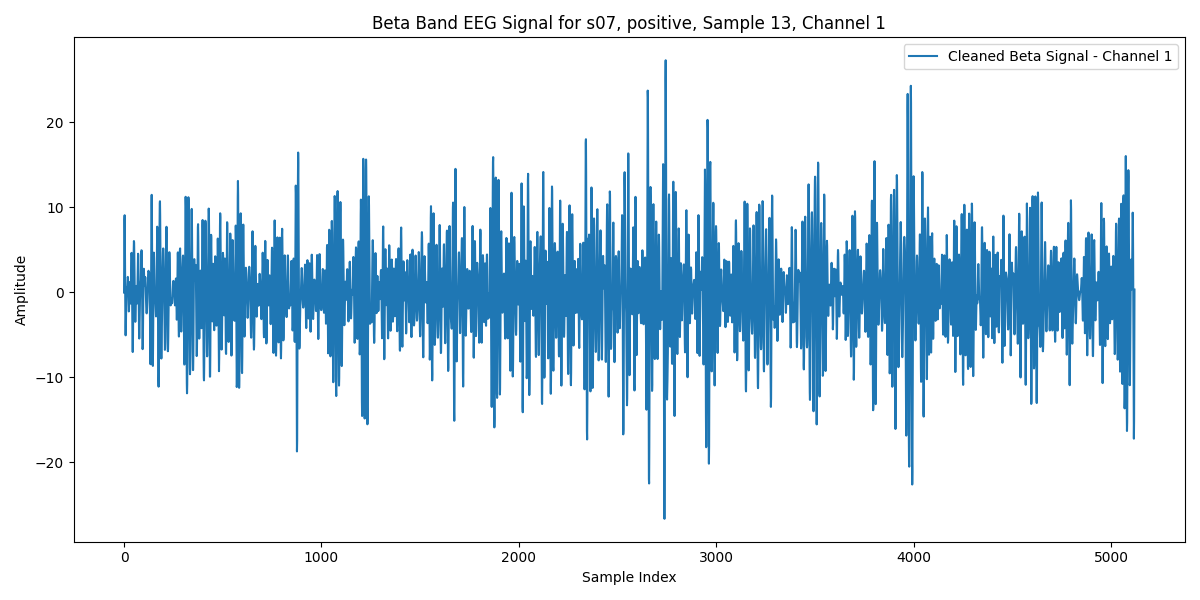 Beta Band EEG Signal for s07, positive, Sample 13, Channel 1
Cleaned Beta Signal - Channel 1
Amplitude
20
10
0
−10
−20
0 1000 2000 3000 4000 5000
Sample Index